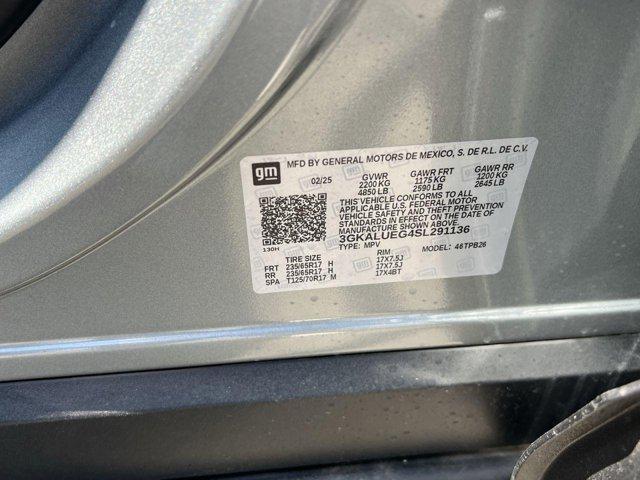 gm
MFD BY GENERAL MOTORS DE MEXICO, S. DE R.L. DE C.V.
02/25 GVWR GAWR FRT GAWR RR
2200 KG 1175 KG 1200 KG
4850 LB 2590 LB 2645 LB
THIS VEHICLE CONFORMS TO ALL
APPLICABLE U.S. FEDERAL MOTOR
VEHICLE SAFETY AND THEFT PREVENTION
STANDARDS IN EFFECT ON THE DATE OF
MANUFACTURE SHOWN ABOVE.
3GKALUEG4SL291136
130H TYPE: MPV MODEL: 46TPB26
TIRE SIZE RIM
FRT 235/65R17 H 17X7.5J
RR 235/65R17 H 17X7.5J
SPA T125/70R17 M 17X4BT